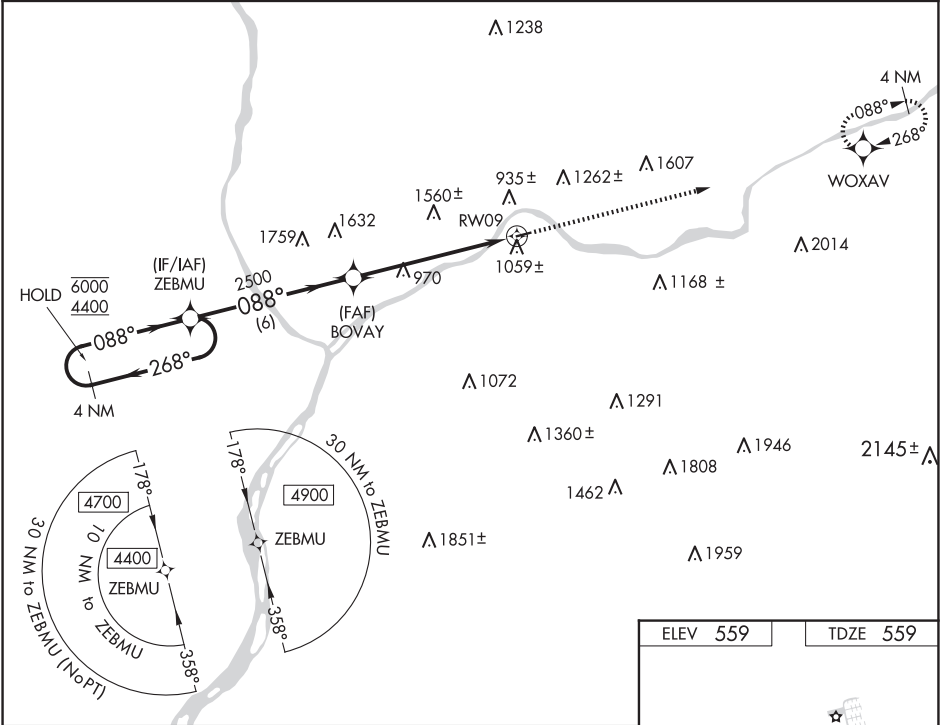 1238
4 NM
088°
268°
WOXAV
1607
1262±
935±
1560±
RW09
1632
1759
2014
1059±
1168 ±
970
(IF/IAF)
ZEBMU
2500
088°
(6)
(FAF)
BOVAY
HOLD
6000
4400
088°
268°
4 NM
1072
1291
1360±
1946
2145±
1808
1462
1851±
1959
178°
4700
10 NM to ZEBMU
4400
ZEBMU
30 NM to ZEBMU (NoPT)
358°
178°
30 NM to ZEBMU
4900
ZEBMU
358°
ELEV 559
TDZE 559